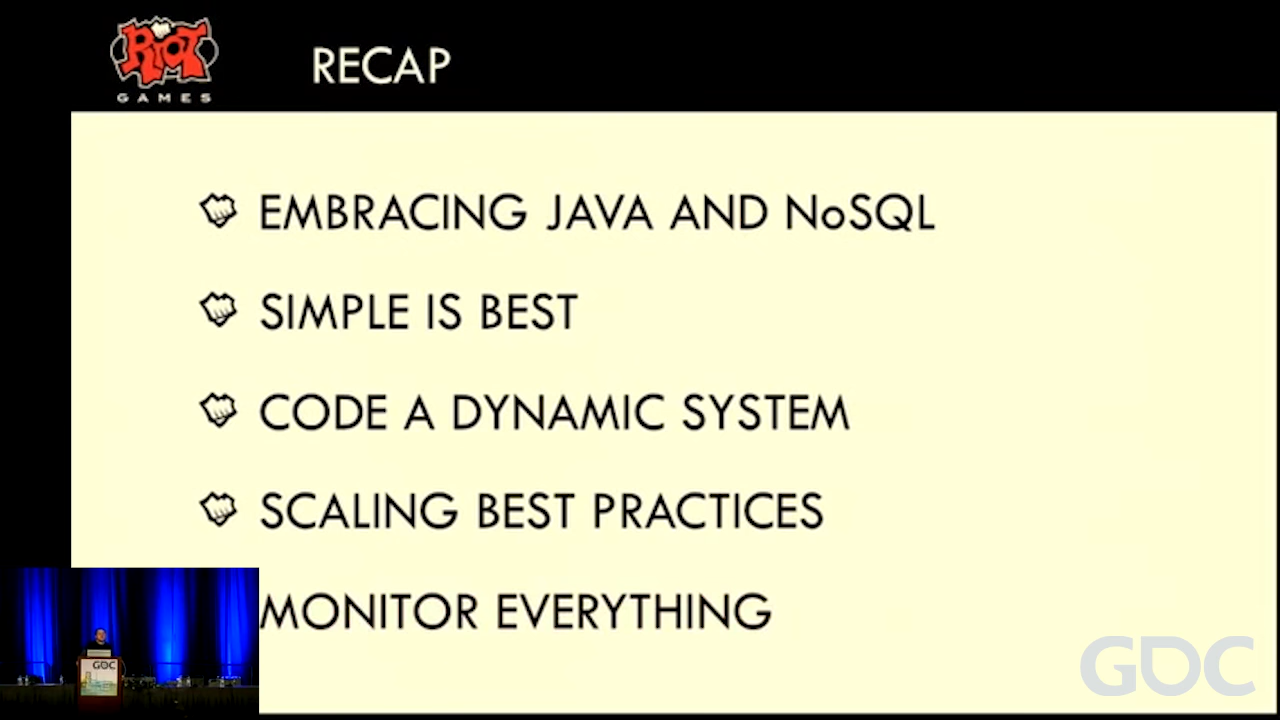 RIOT
GAMES
RECAP
EMBRACING JAVA AND NoSQL
SIMPLE IS BEST
CODE A DYNAMIC SYSTEM
SCALING BEST PRACTICES
MONITOR EVERYTHING
GDC
GDC